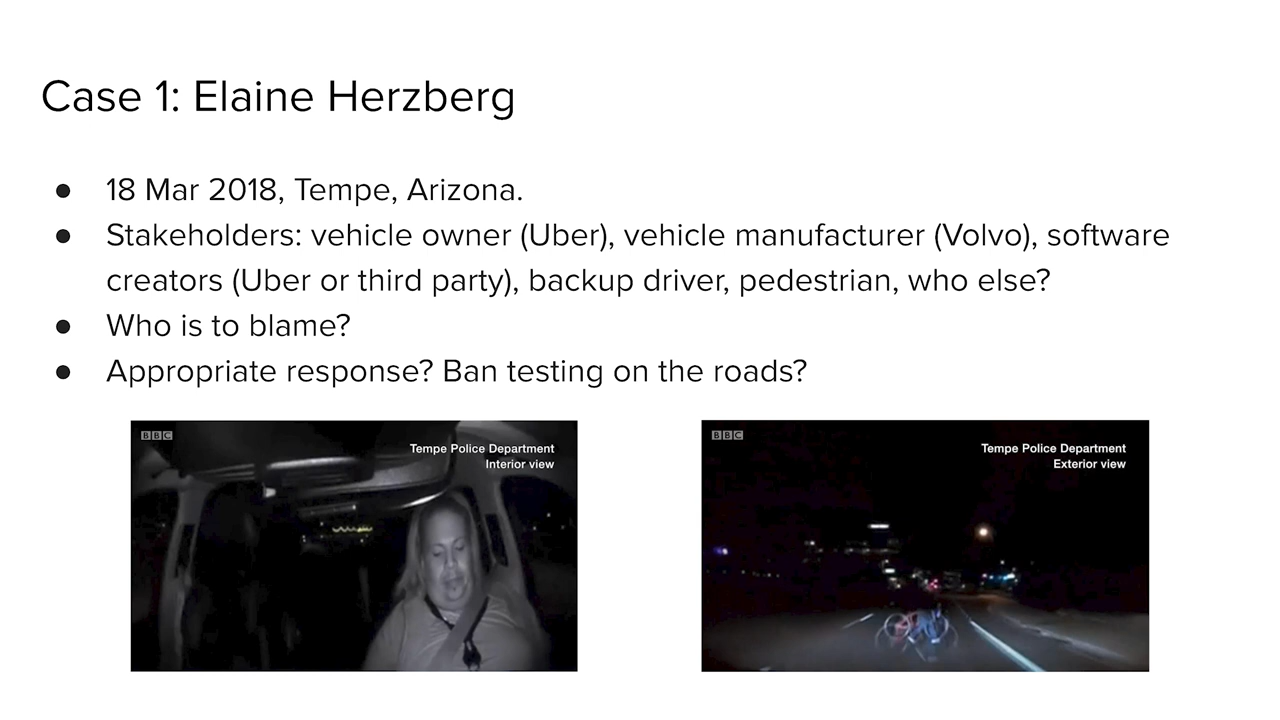 Case 1: Elaine Herzberg
● 18 Mar 2018, Tempe, Arizona.
● Stakeholders: vehicle owner (Uber), vehicle manufacturer (Volvo), software
creators (Uber or third party), backup driver, pedestrian, who else?
● Who is to blame?
● Appropriate response? Ban testing on the roads?
BBC
Tempe Police Department
Interior view
BBC
Tempe Police Department
Exterior view